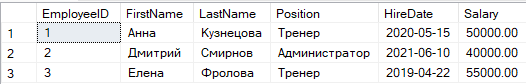 EmployeeID FirstName LastName Position HireDate Salary
1 1 Анна Кузнецова Тренер 2020-05-15 50000.00
2 2 Дмитрий Смирнов Администратор 2021-06-10 40000.00
3 3 Елена Фролова Тренер 2019-04-22 55000.00